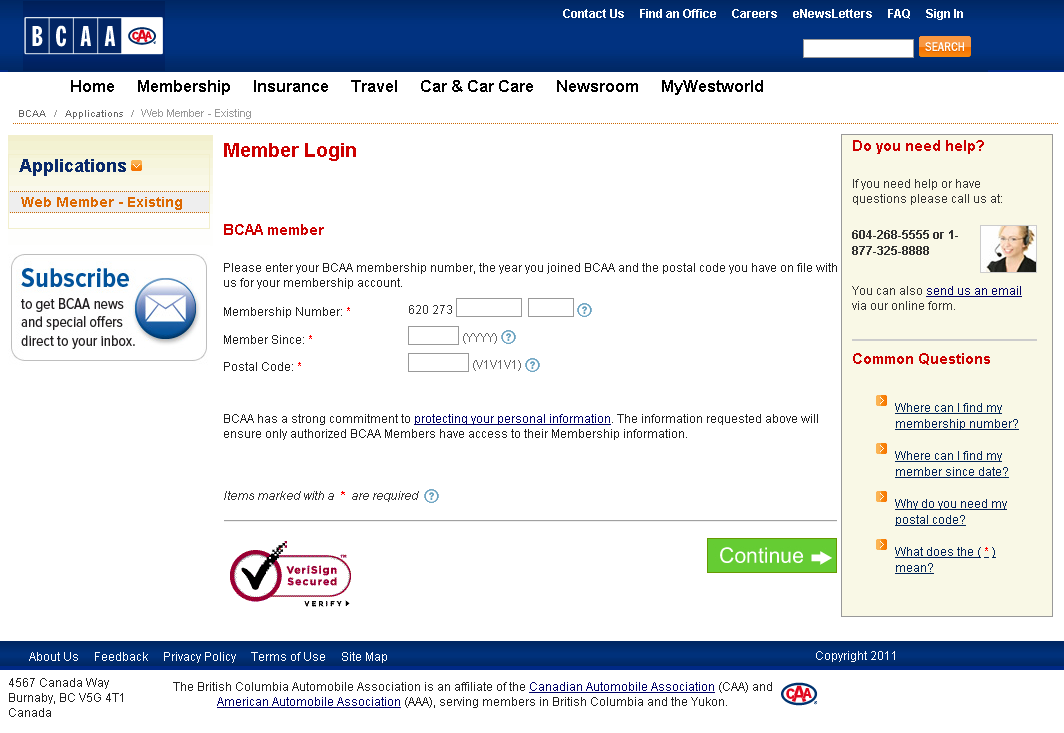 Contact Us Find an Office Careers eNewsLetters FAQ Sign In
BCAA CAA
SEARCH
Home Membership Insurance Travel Car & Car Care Newsroom MyWestworld
BCAA / Applications / Web Member - Existing
Applications
Web Member - Existing
Subscribe
to get BCAA news
and special offers
direct to your inbox.
Member Login
BCAA member
Please enter your BCAA membership number, the year you joined BCAA and the postal code you have on file with
us for your membership account.
Membership Number: * 620 273 ?
Member Since: * (YYYY) ?
Postal Code: * (V1V1V1) ?
BCAA has a strong commitment to protecting your personal information. The information requested above will
ensure only authorized BCAA Members have access to their Membership information.
Items marked with a * are required ?
VeriSign™
Secured
VERIFY
Continue
Do you need help?
If you need help or have
questions please call us at:
604-268-5555 or 1-
877-325-8888
You can also send us an email
via our online form.
Common Questions
Where can I find my
membership number?
Where can I find my
member since date?
Why do you need my
postal code?
What does the ( * )
mean?
About Us Feedback Privacy Policy Terms of Use Site Map Copyright 2011
4567 Canada Way
Burnaby, BC V5G 4T1
Canada
The British Columbia Automobile Association is an affiliate of the Canadian Automobile Association (CAA) and
American Automobile Association (AAA), serving members in British Columbia and the Yukon.
CAA